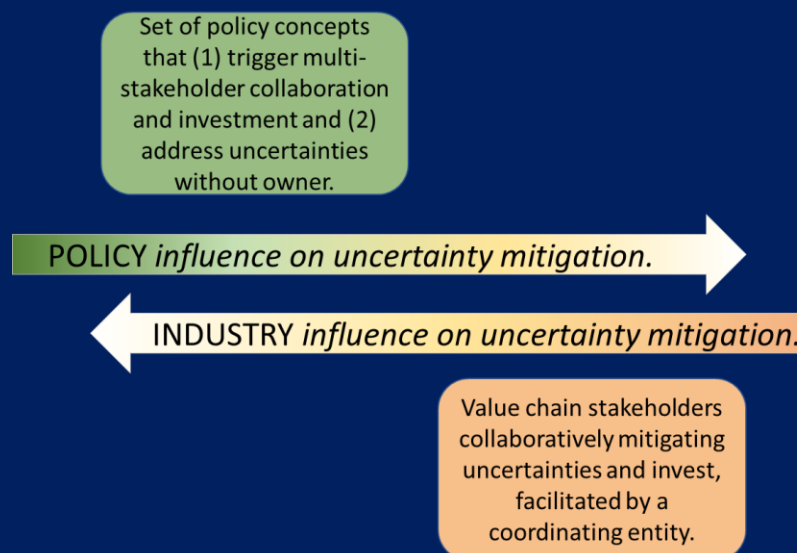 Set of policy concepts
that (1) trigger multi-
stakeholder collaboration
and investment and (2)
address uncertainties
without owner.
POLICY influence on uncertainty mitigation.
INDUSTRY influence on uncertainty mitigation.
Value chain stakeholders
collaboratively mitigating
uncertainties and invest,
facilitated by a
coordinating entity.